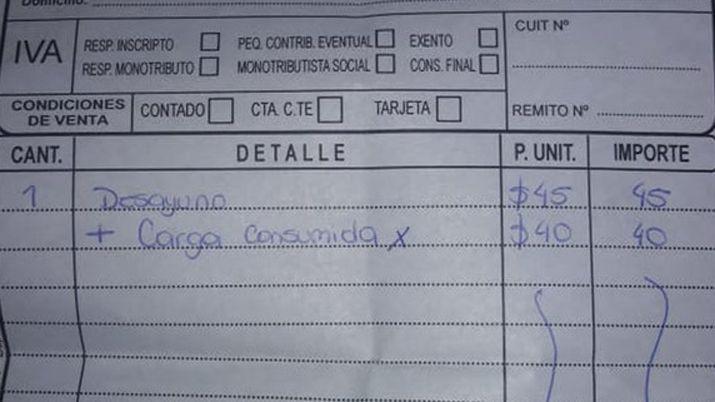 Domicilio:
IVA RESP. INSCRIPTO PEQ. CONTRIB. EVENTUAL EXENTO
RESP. MONOTRIBUTO MONOTRIBUTISTA SOCIAL CONS. FINAL
CUIT Nº
CONDICIONES DE VENTA CONTADO CTA. C.TE TARJETA
REMITO Nº
CANT. DETALLE P. UNIT. IMPORTE
1 Desayuno $45 45
+ Carga consumida x $40 40